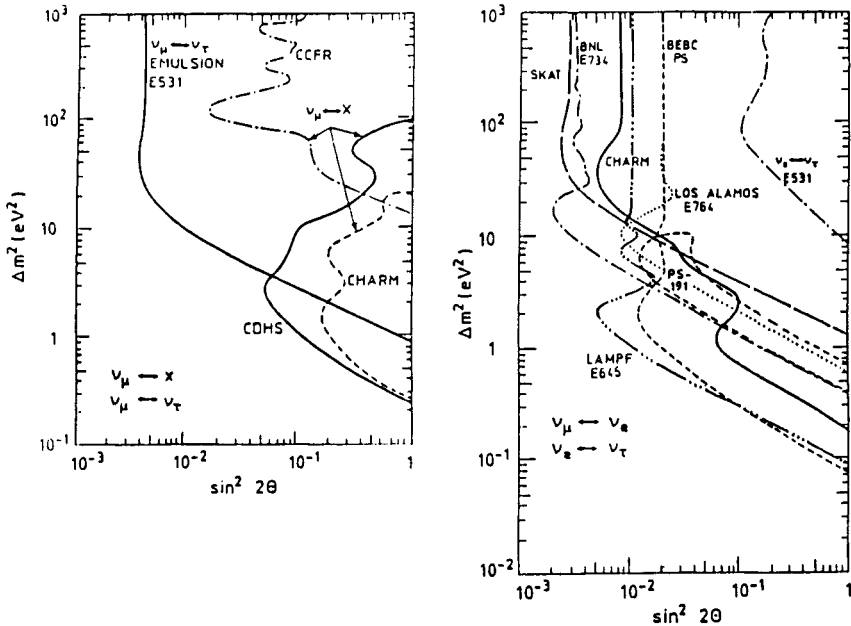 10³
10²
10
1
10⁻¹
Δm² (eV²)
ν_μ ⟷ ν_τ
EMULSION
E531
CCFR
ν_μ ⟷ X
CHARM
CDHS
ν_μ ⟷ X
ν_μ ⟷ ν_τ
10⁻³
10⁻²
10⁻¹
1
sin² 2θ
10³
10²
10
1
10⁻¹
10⁻²
Δm² (eV²)
SKAT
BNL
E734
BEBC
PS
CHARM
ν_e ⟷ ν_τ
E531
LOS ALAMOS
E764
PS-
191
LAMPF
E645
ν_μ ⟷ ν_e
ν_e ⟷ ν_τ
10⁻³
10⁻²
10⁻¹
1
sin² 2θ